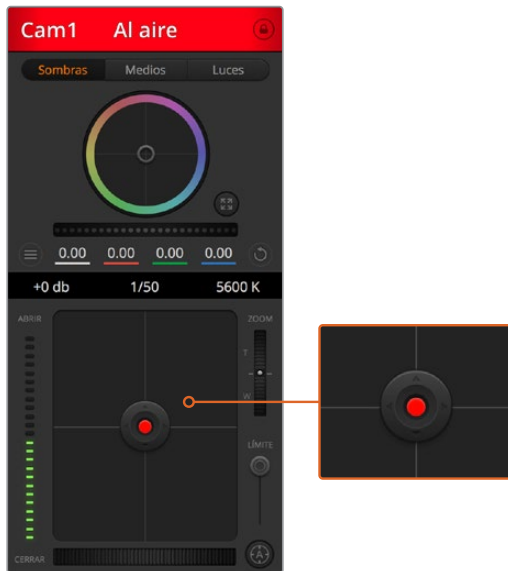 Cam1 Al aire
Sombras Medios Luces
0.00 0.00 0.00 0.00
+0 db 1/50 5600 K
ABRIR ZOOM
T
W
LÍMITE
CERRAR A